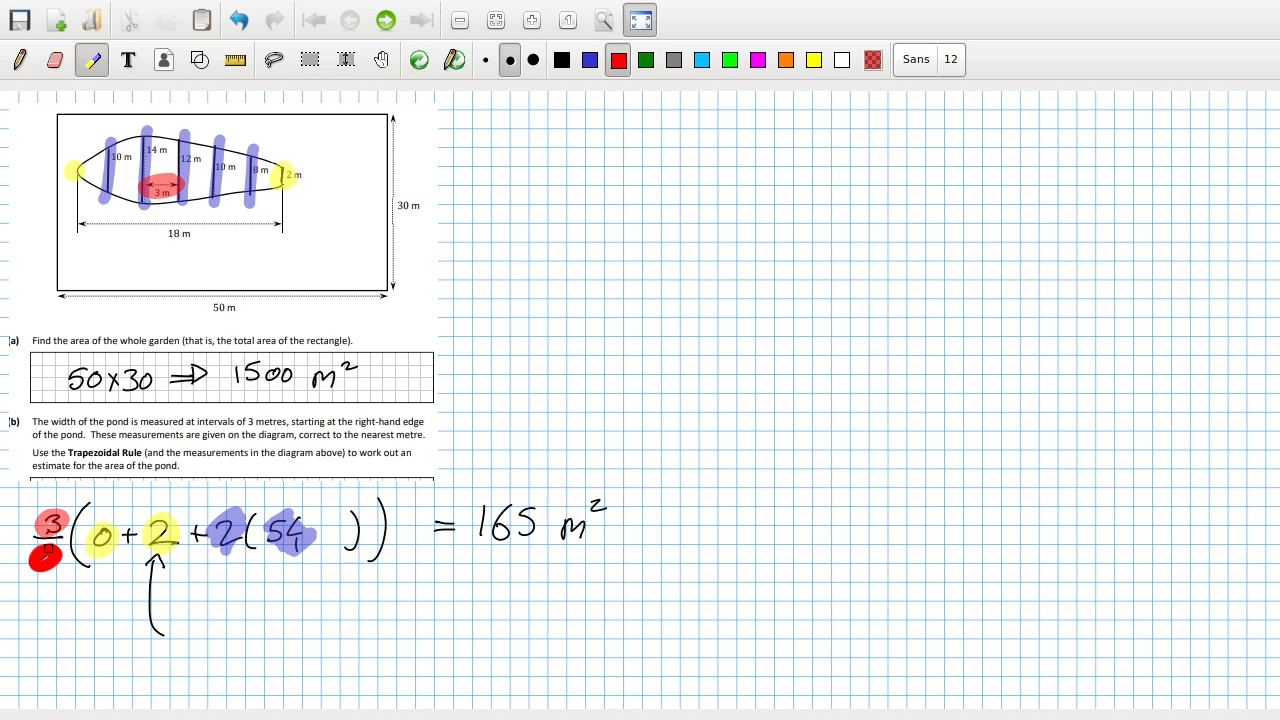 Sans 12
10 m 14 m 12 m 10 m 8 m 2 m
3 m
30 m
18 m
50 m
(a) Find the area of the whole garden (that is, the total area of the rectangle).
50 x 30 ⇒ 1500 m²
(b) The width of the pond is measured at intervals of 3 metres, starting at the right-hand edge
of the pond. These measurements are given on the diagram, correct to the nearest metre.
Use the Trapezoidal Rule (and the measurements in the diagram above) to work out an
estimate for the area of the pond.
3 (0 + 2 + 2(54 )) = 165 m²